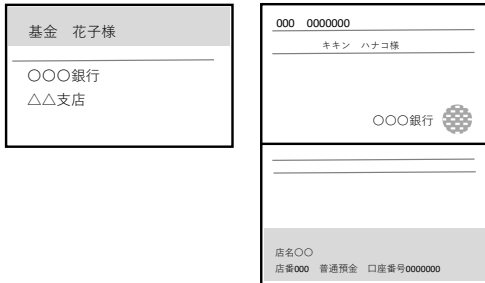 基金　花子様
〇〇〇銀行
△△支店
000　0000000
キキン　ハナコ様
〇〇〇銀行
店名〇〇
店番000　普通預金　口座番号0000000